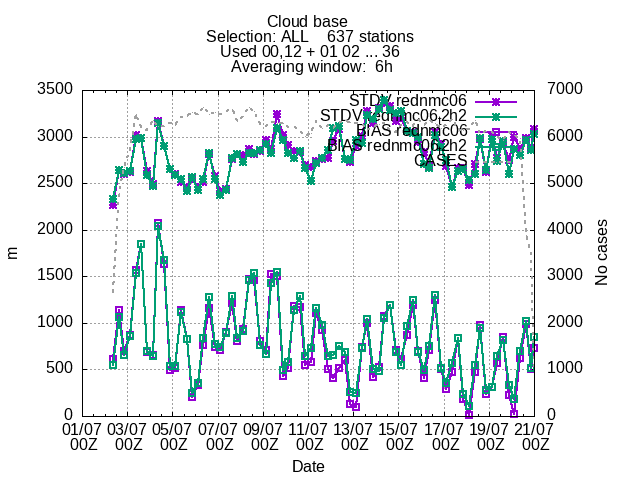 Cloud base
Selection: ALL    637 stations
Used 00,12 + 01 02 ... 36
Averaging window:  6h
STDV rednmc06
STDV rednmc06.2h2
BIAS rednmc06
BIAS rednmc06.2h2
CASES
3500
3000
2500
2000
1500
1000
500
0
m
7000
6000
5000
4000
3000
2000
1000
0
No cases
01/07 03/07 05/07 07/07 09/07 11/07 13/07 15/07 17/07 19/07 21/07
00Z 00Z 00Z 00Z 00Z 00Z 00Z 00Z 00Z 00Z 00Z
Date